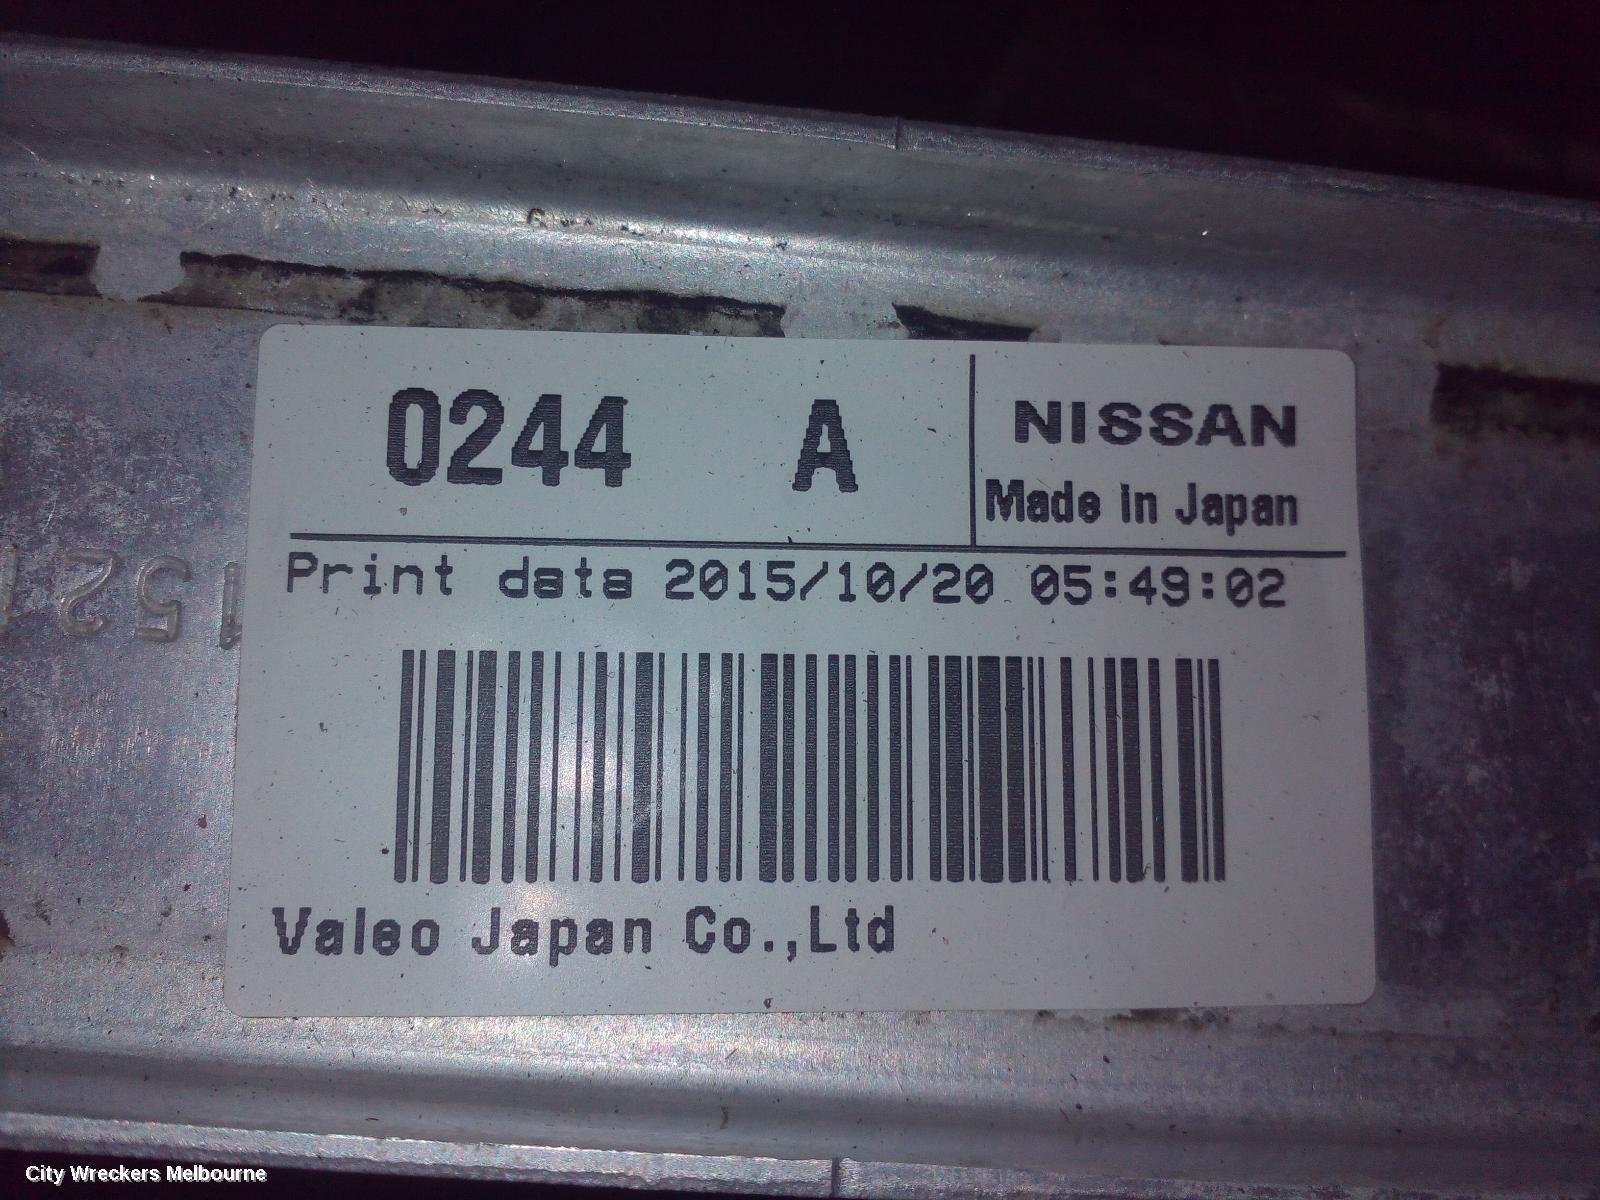 0244 A
NISSAN
Made in Japan
Print data 2015/10/20 05:49:02
Valeo Japan Co.,Ltd
City Wreckers Melbourne